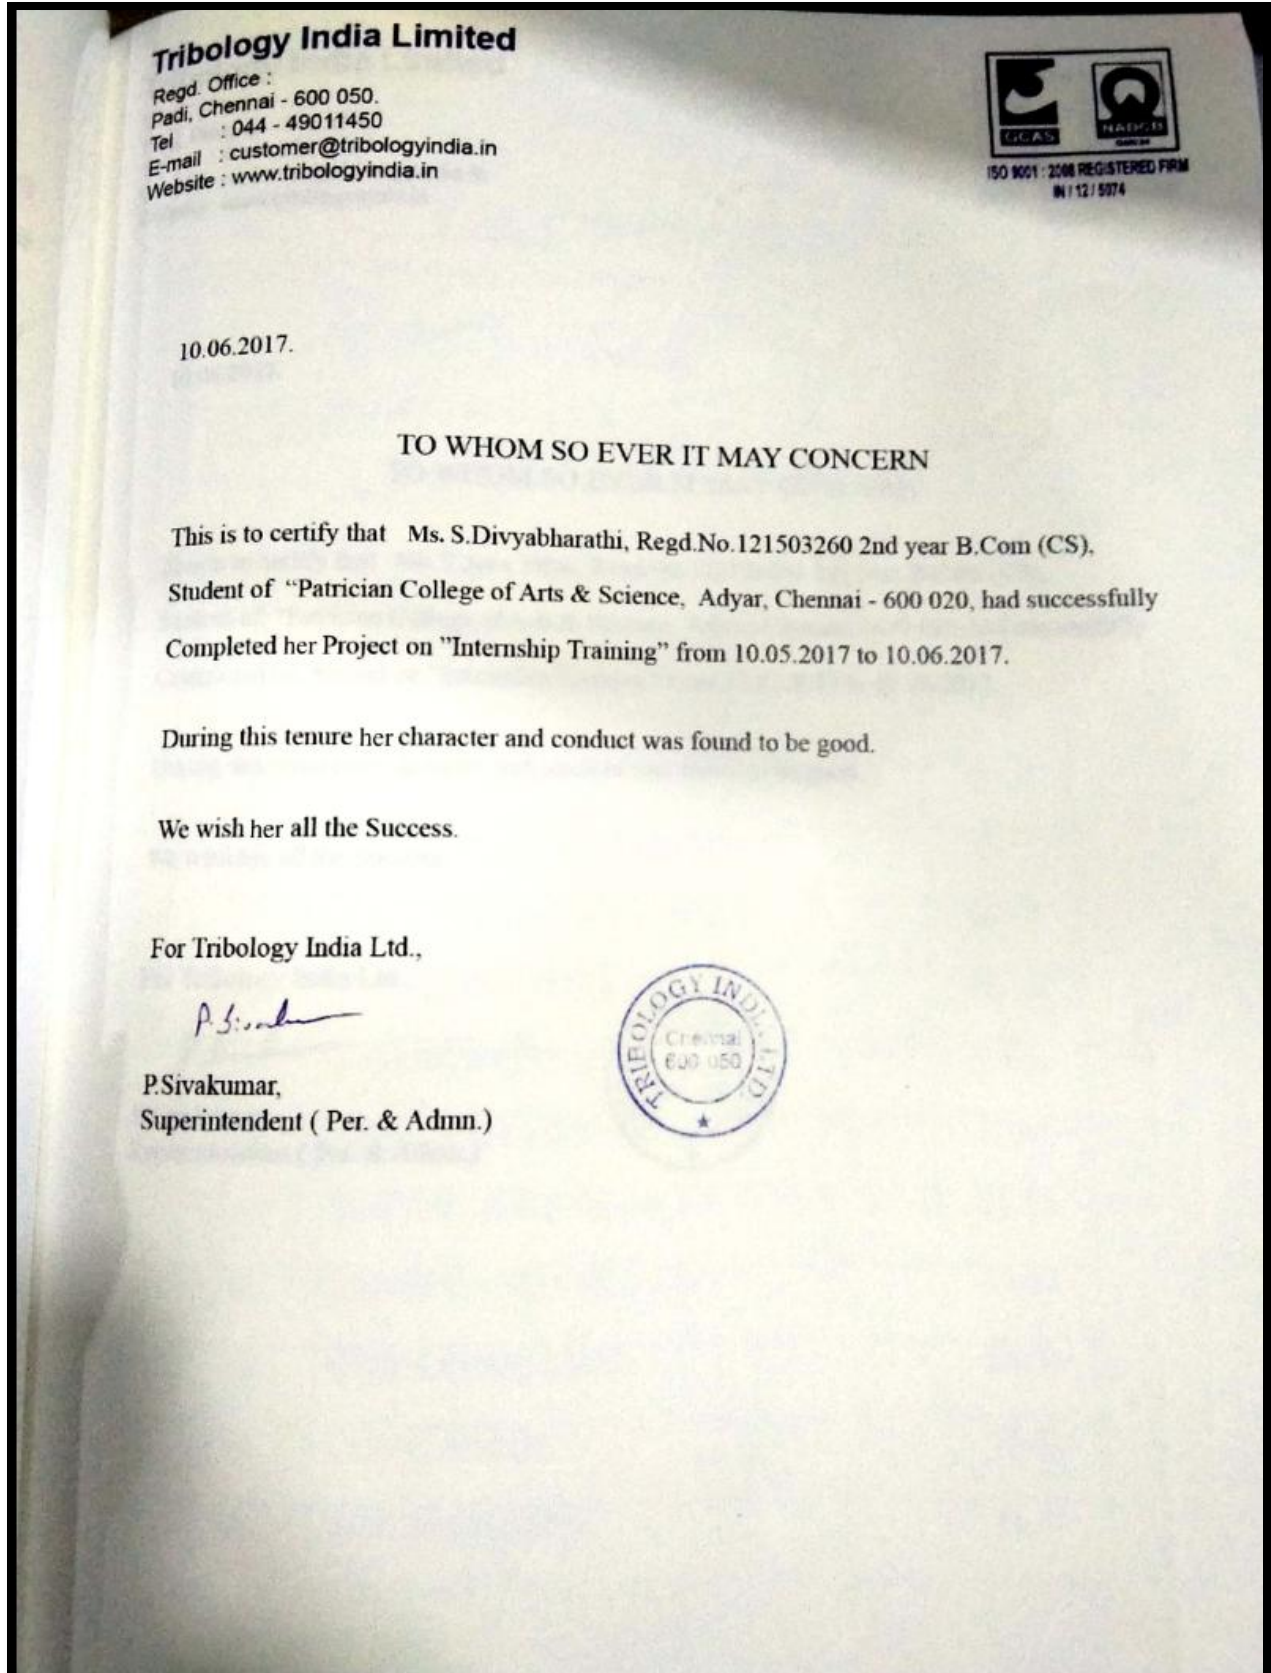 Tribology India Limited
Regd. Office :
Padi, Chennai - 600 050.
Tel : 044 - 49011450
E-mail : customer@tribologyindia.in
Website : www.tribologyindia.in
GCAS
NABCB
ISO 9001 : 2008 REGISTERED FIRM
IN / 12 / 5074
10.06.2017.
TO WHOM SO EVER IT MAY CONCERN
This is to certify that Ms. S.Divyabharathi, Regd.No.121503260 2nd year B.Com (CS).
Student of “Patrician College of Arts & Science, Adyar, Chennai - 600 020, had successfully
Completed her Project on ”Internship Training” from 10.05.2017 to 10.06.2017.
During this tenure her character and conduct was found to be good.
We wish her all the Success.
For Tribology India Ltd.,
P.Sivakumar,
Superintendent ( Per. & Admn.)
TRIBOLOGY INDIA LTD.
Chennai
600 050